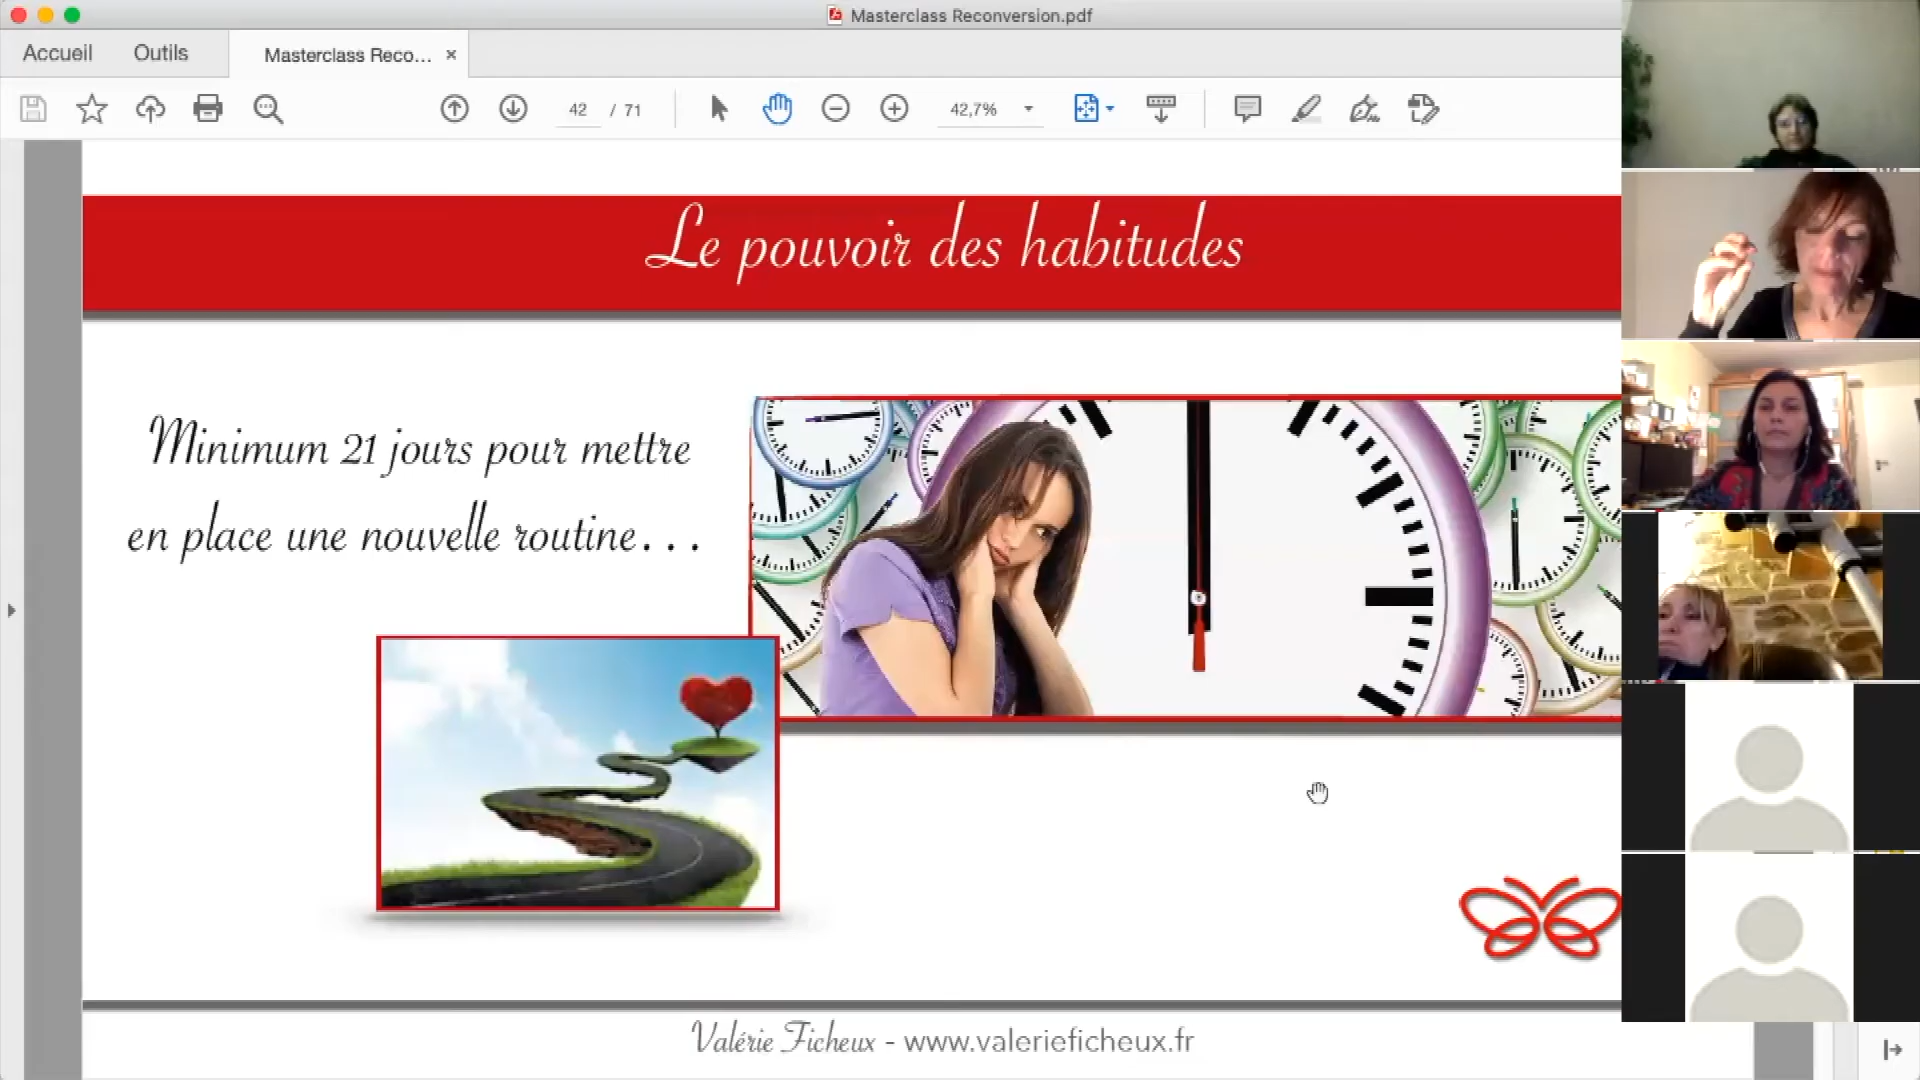 Masterclass Reconversion.pdf
Accueil
Outils
Masterclass Reco...
42 / 71
42,7%
Le pouvoir des habitudes
Minimum 21 jours pour mettre
en place une nouvelle routine...
Valérie Ficheux - www.valerieficheux.fr